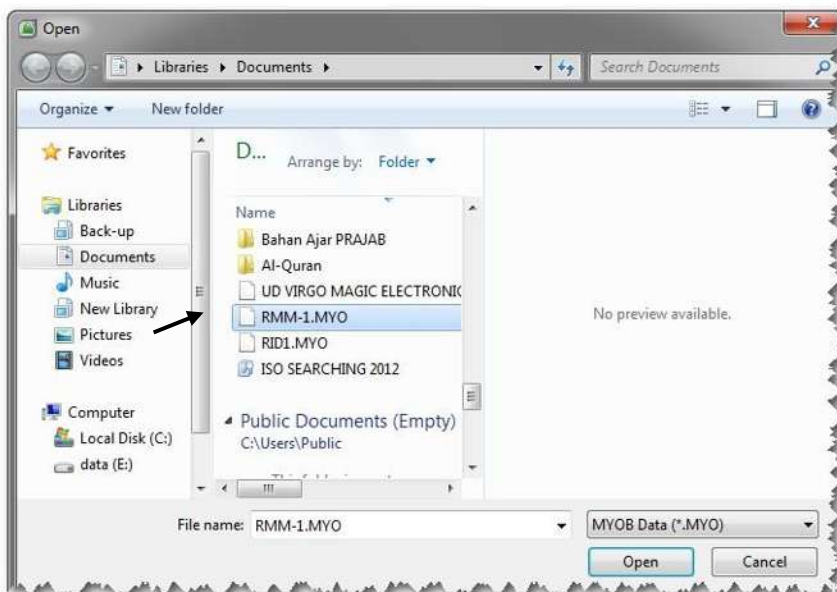 Open
Libraries Documents
Search Documents
Organize New folder
Favorites
Libraries
Back-up
Documents
Music
New Library
Pictures
Videos
Computer
Local Disk (C:)
data (E:)
D... Arrange by: Folder
Name
Bahan Ajar PRAJAB
Al-Quran
UD VIRGO MAGIC ELECTRONIC
RMM-1.MYO
RID1.MYO
ISO SEARCHING 2012
Public Documents (Empty)
C:\Users\Public
No preview available.
File name: RMM-1.MYO MYOB Data (*.MYO)
Open Cancel